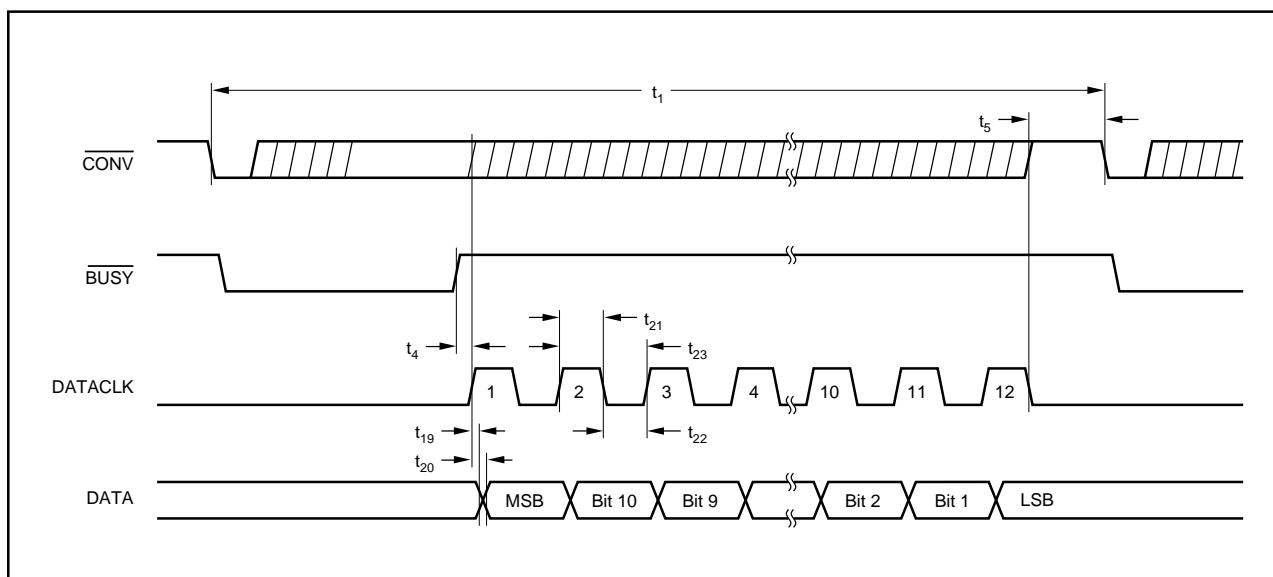 t1
t5
CONV
BUSY
t21
t4
t23
DATACLK
1 2 3 4 10 11 12
t19
t22
t20
DATA
MSB Bit 10 Bit 9 Bit 2 Bit 1 LSB